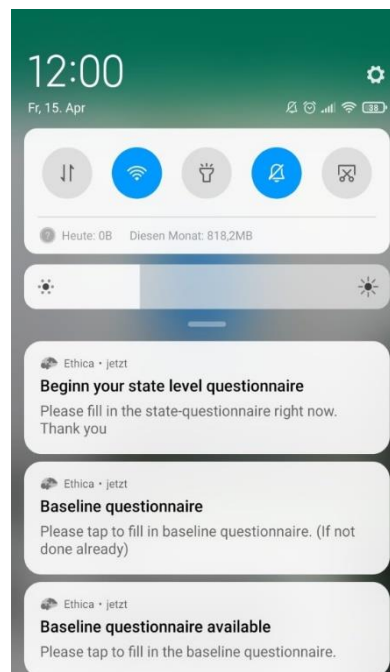 12:00
Fr, 15. Apr
38
Heute: 0B Diesen Monat: 818,2MB
Ethica • jetzt
Beginn your state level questionnaire
Please fill in the state-questionnaire right now.
Thank you
Ethica • jetzt
Baseline questionnaire
Please tap to fill in baseline questionnaire. (If not
done already)
Ethica • jetzt
Baseline questionnaire available
Please tap to fill in the baseline questionnaire.